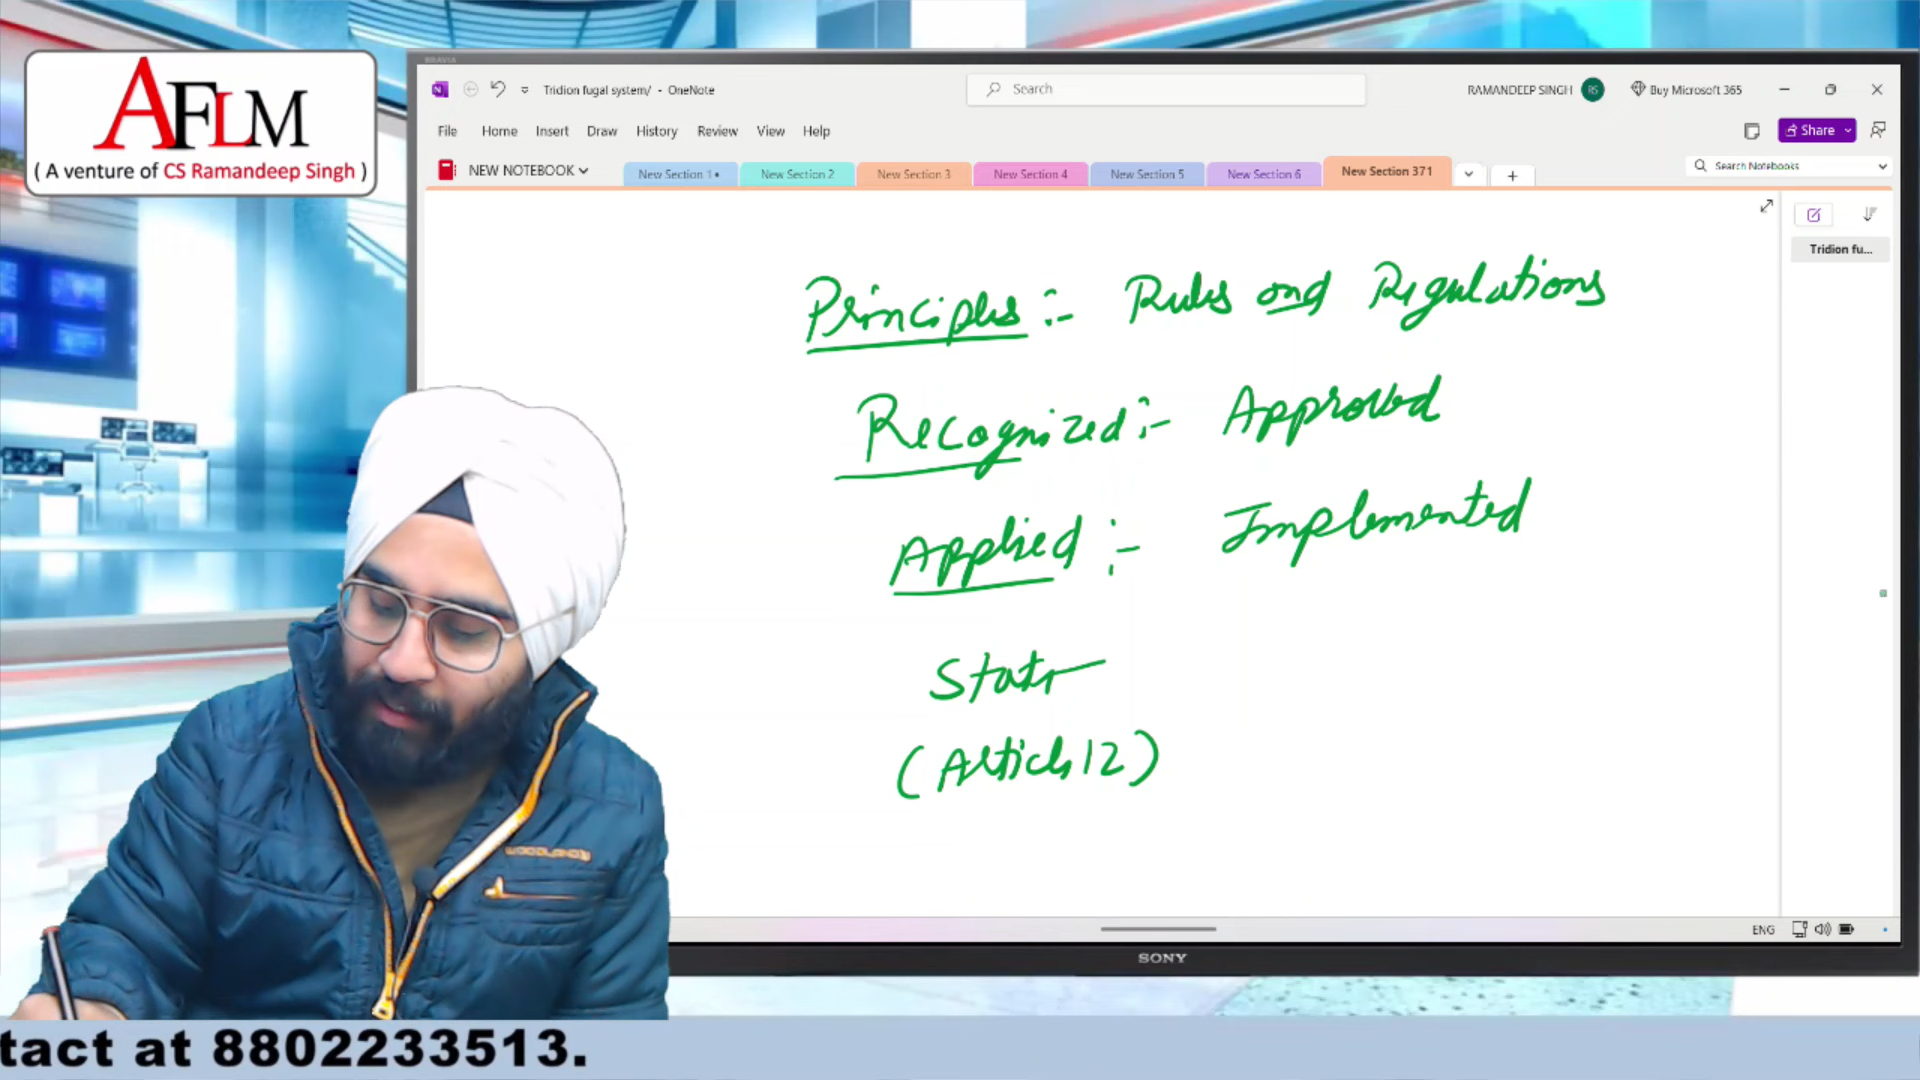 AFLM
( A venture of CS Ramandeep Singh )
BRAVIA
Tridion fugal system/ - OneNote
Search
RAMANDEEP SINGH RS
Buy Microsoft 365
File Home Insert Draw History Review View Help
Share
NEW NOTEBOOK
New Section 1 New Section 2 New Section 3 New Section 4 New Section 5 New Section 6 New Section 371 +
Search Notebooks
Tridion fu...
Principles :- Rules and Regulations
Recognized :- Approved
Applied :- Implemented
State
(Article 12)
WOODLAND
ENG
SONY
tact at 8802233513.